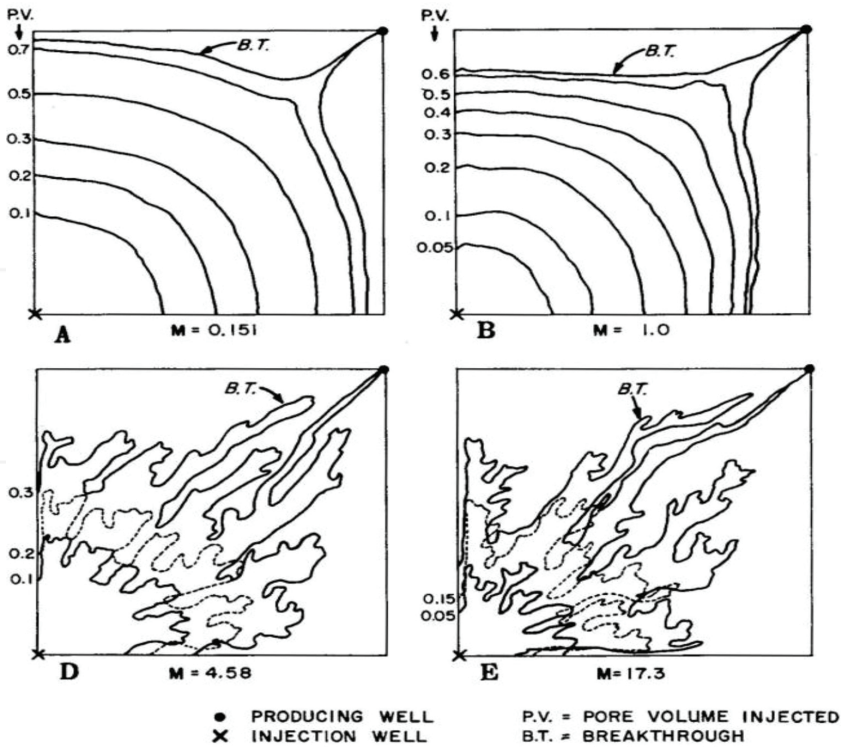 P.V.
0.7
0.5
0.3
0.2
0.1
B.T.
A
M = 0.151
P.V.
0.6
0.5
0.4
0.3
0.2
0.1
0.05
B.T.
B
M = 1.0
0.3
0.2
0.1
B.T.
D
M = 4.58
0.15
0.05
B.T.
E
M = 17.3
● PRODUCING WELL
× INJECTION WELL
P.V. = PORE VOLUME INJECTED
B.T. = BREAKTHROUGH